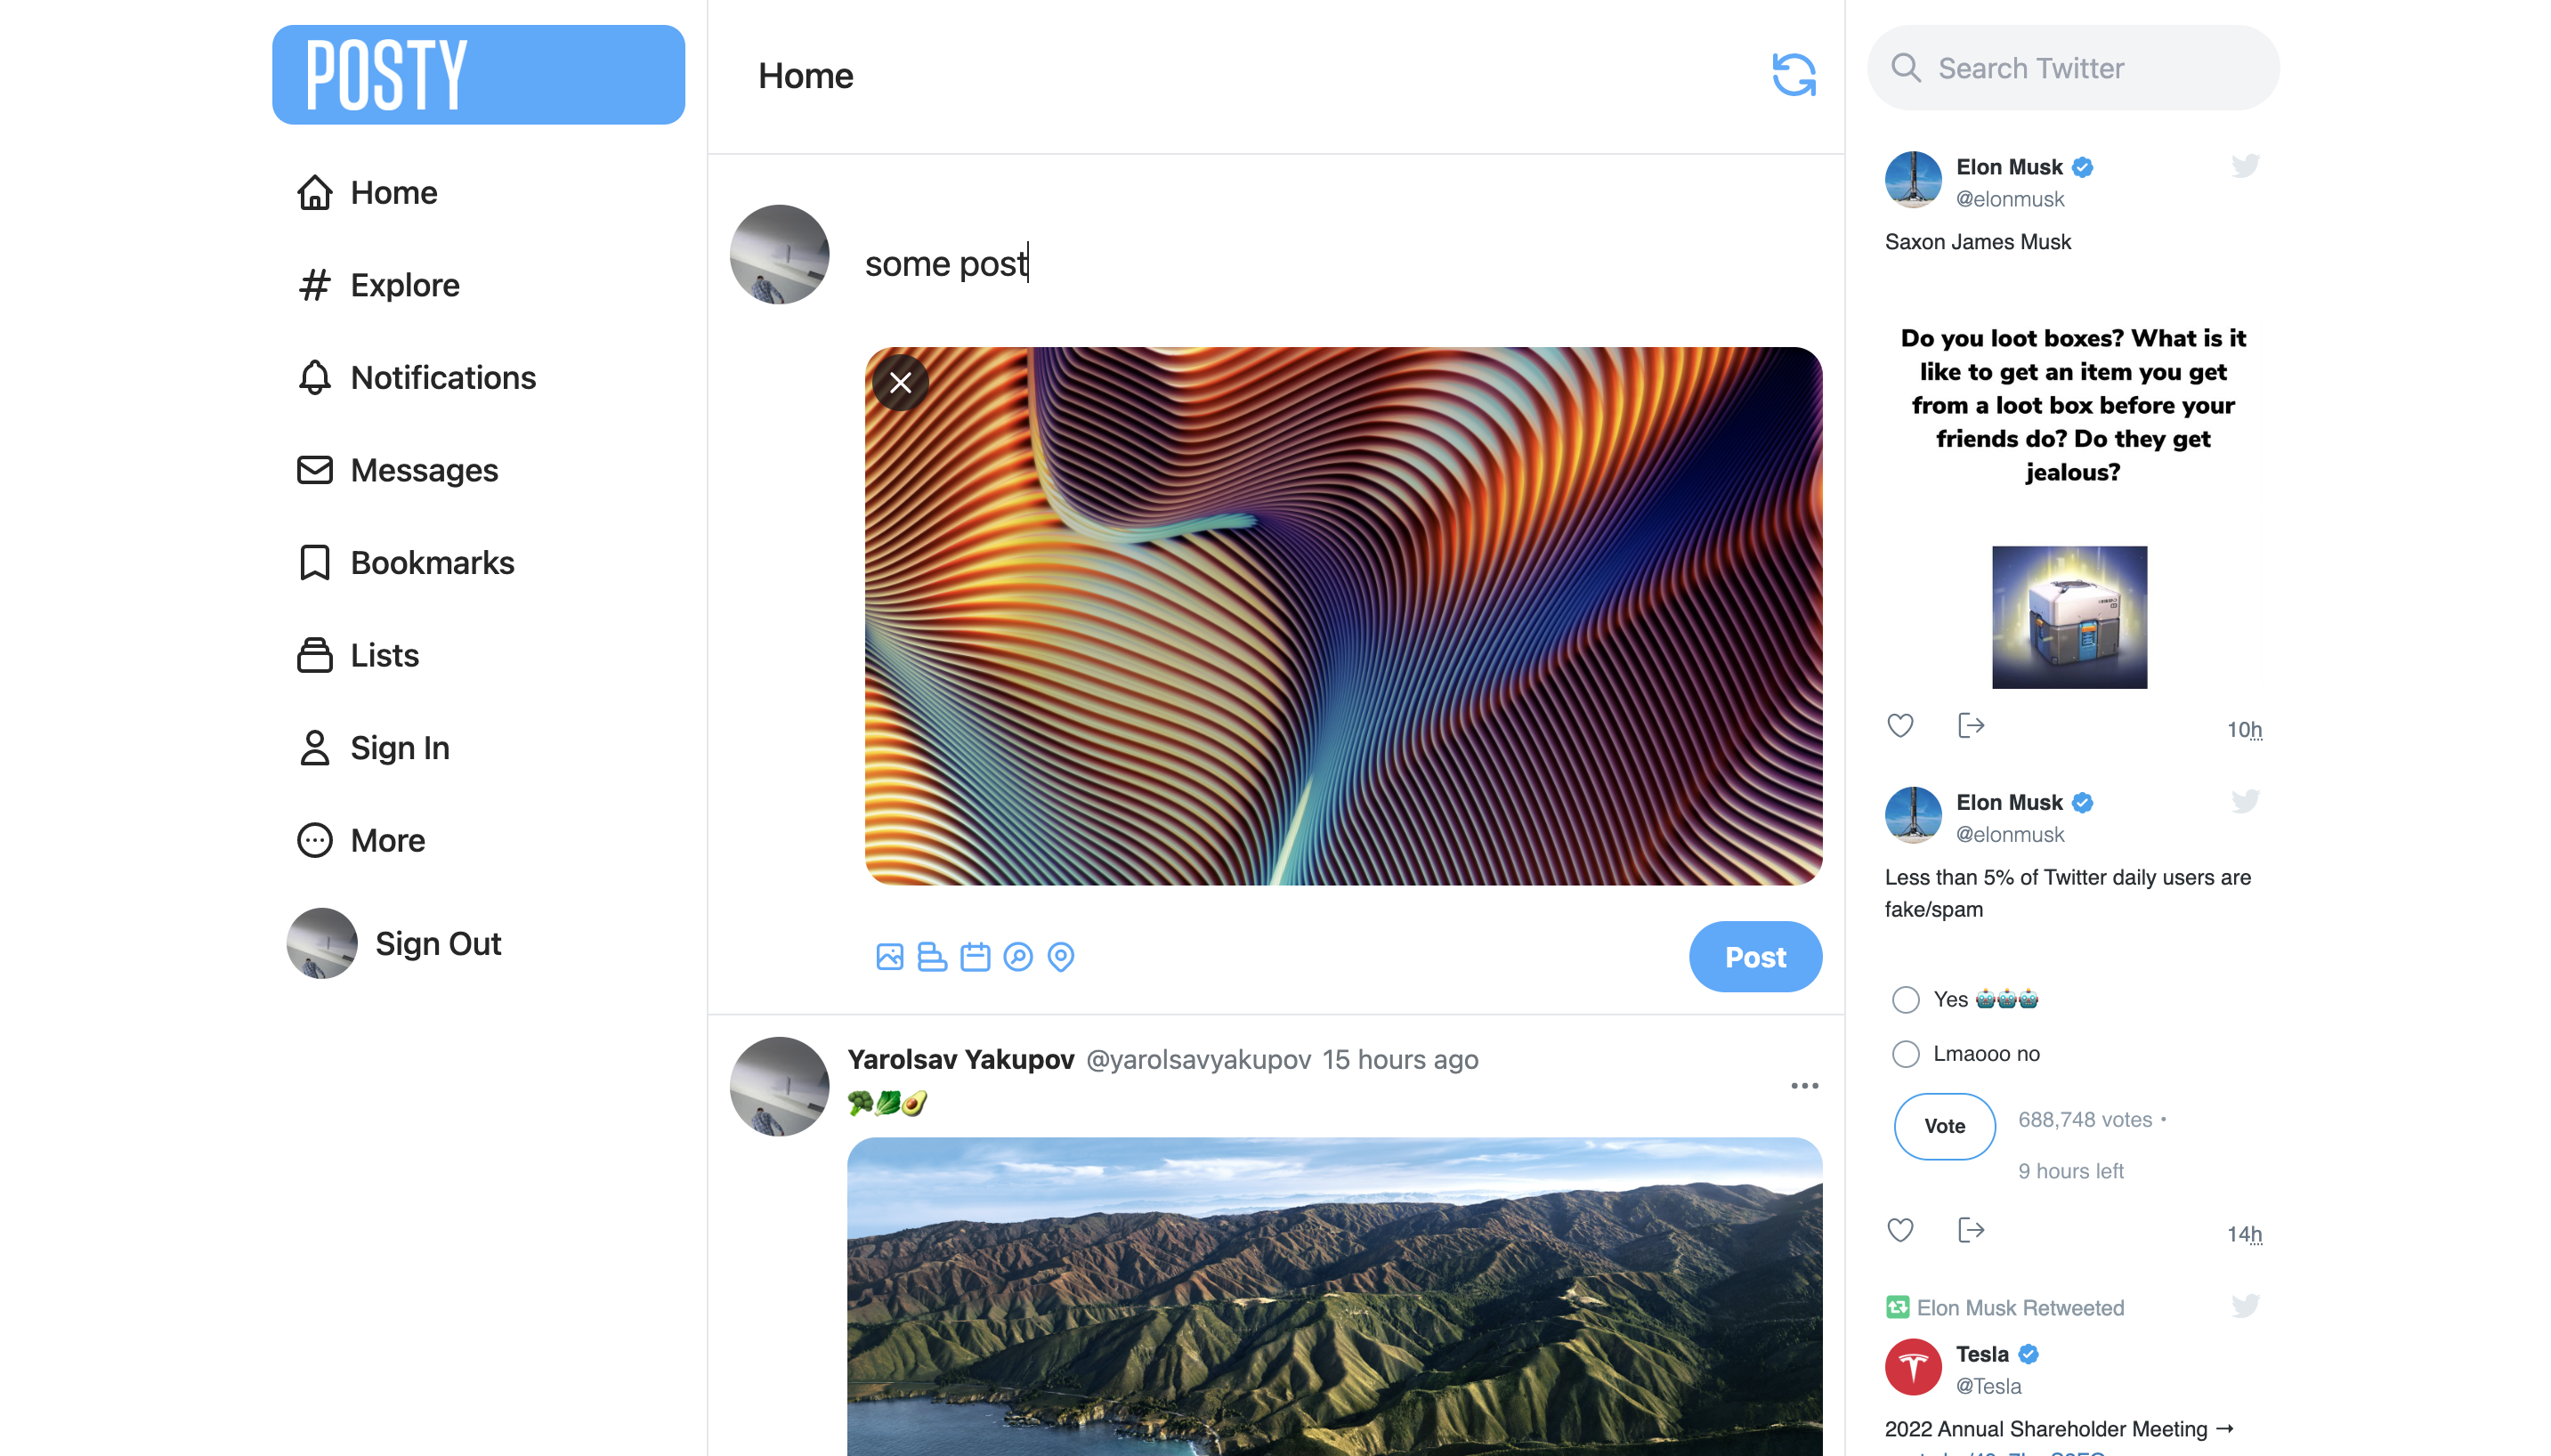 POSTY
Home
Explore
Notifications
Messages
Bookmarks
Lists
Sign In
More
Sign Out
Home
some post
Post
Yarolsav Yakupov @yarolsavyakupov 15 hours ago
🥦🥬🥑
Search Twitter
Elon Musk
@elonmusk
Saxon James Musk
Do you loot boxes? What is it
like to get an item you get
from a loot box before your
friends do? Do they get
jealous?
10h
Elon Musk
@elonmusk
Less than 5% of Twitter daily users are
fake/spam
Yes 🤖🤖🤖
Lmaooo no
Vote
688,748 votes •
9 hours left
14h
Elon Musk Retweeted
Tesla
@Tesla
2022 Annual Shareholder Meeting →